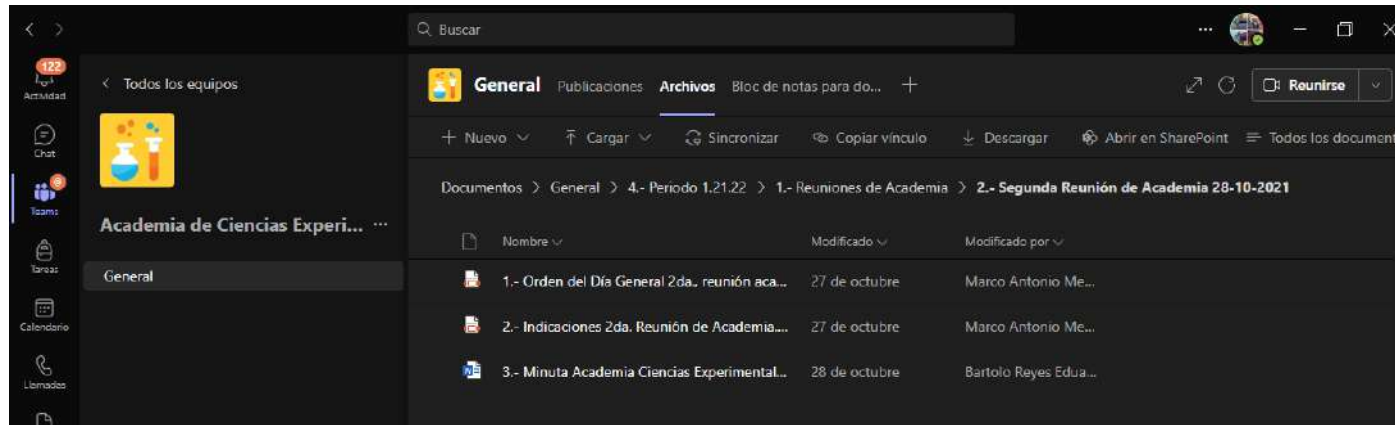 Buscar
...
122
Actividad
Chat
@
Teams
Tareas
Calendario
Llamadas
Todos los equipos
Academia de Ciencias Experi... ...
General
General Publicaciones Archivos Bloc de notas para do... +
Reunirse
+ Nuevo Cargar Sincronizar Copiar vínculo Descargar Abrir en SharePoint Todos los document
Documentos > General > 4.- Periodo 1.21.22 > 1.- Reuniones de Academia > 2.- Segunda Reunión de Academia 28-10-2021
Nombre Modificado Modificado por
1.- Orden del Día General 2da., reunión aca... 27 de octubre Marco Antonio Me...
2.- Indicaciones 2da. Reunión de Academia.... 27 de octubre Marco Antonio Me...
3.- Minuta Academia Ciencias Experimental... 28 de octubre Bartolo Reyes Edua...